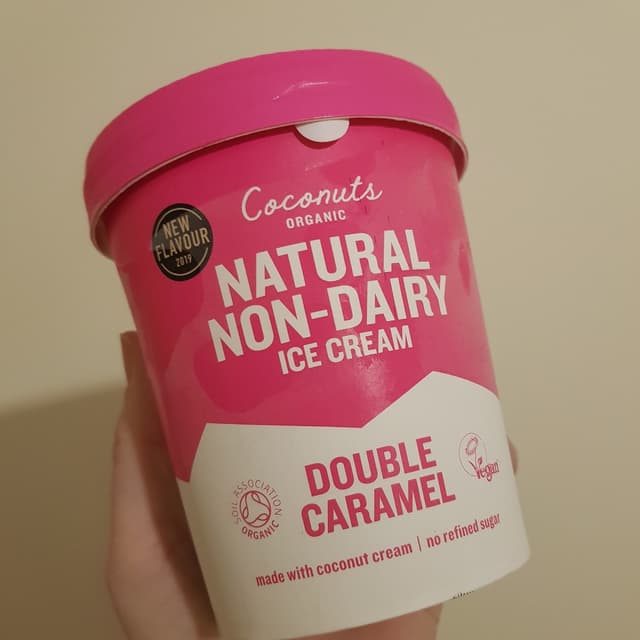 Coconuts
ORGANIC
NEW
FLAVOUR
2019
NATURAL
NON-DAIRY
ICE CREAM
DOUBLE
CARAMEL
SOIL ASSOCIATION
ORGANIC
Vegan
made with coconut cream | no refined sugar